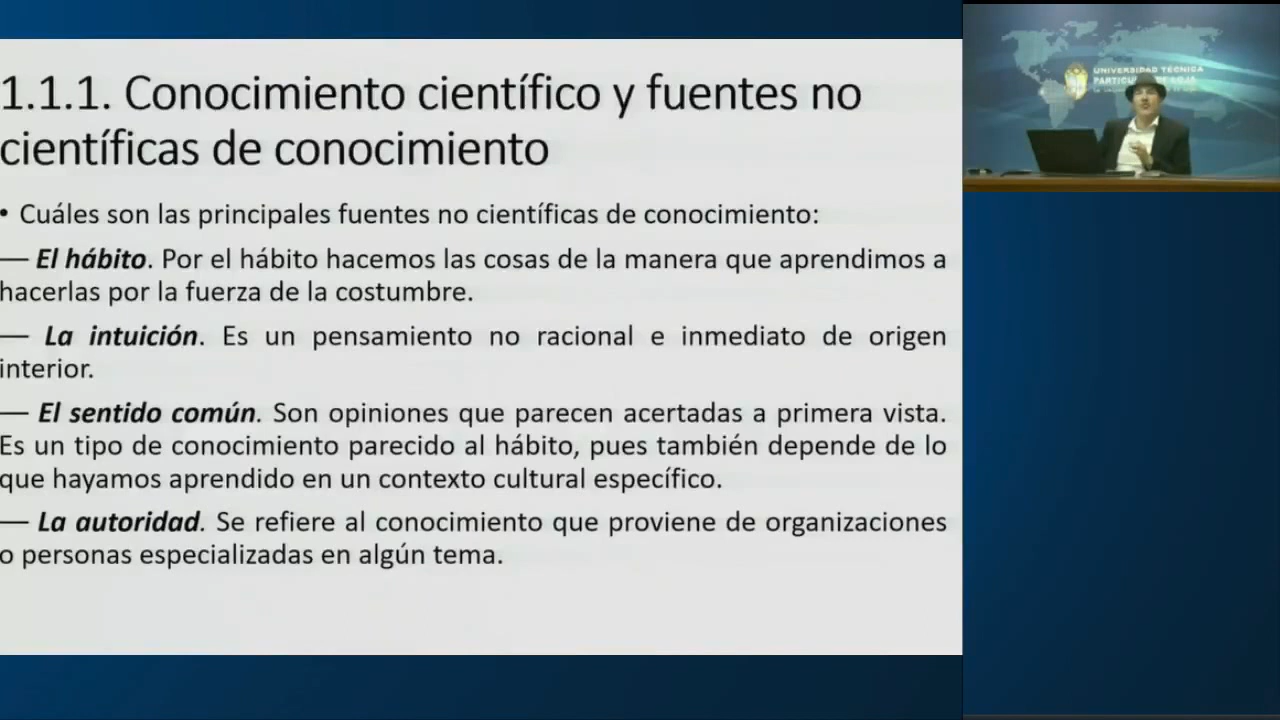 1.1.1. Conocimiento científico y fuentes no
científicas de conocimiento
• Cuáles son las principales fuentes no científicas de conocimiento:
— El hábito. Por el hábito hacemos las cosas de la manera que aprendimos a
hacerlas por la fuerza de la costumbre.
— La intuición. Es un pensamiento no racional e inmediato de origen
interior.
— El sentido común. Son opiniones que parecen acertadas a primera vista.
Es un tipo de conocimiento parecido al hábito, pues también depende de lo
que hayamos aprendido en un contexto cultural específico.
— La autoridad. Se refiere al conocimiento que proviene de organizaciones
o personas especializadas en algún tema.
UNIVERSIDAD TÉCNICA